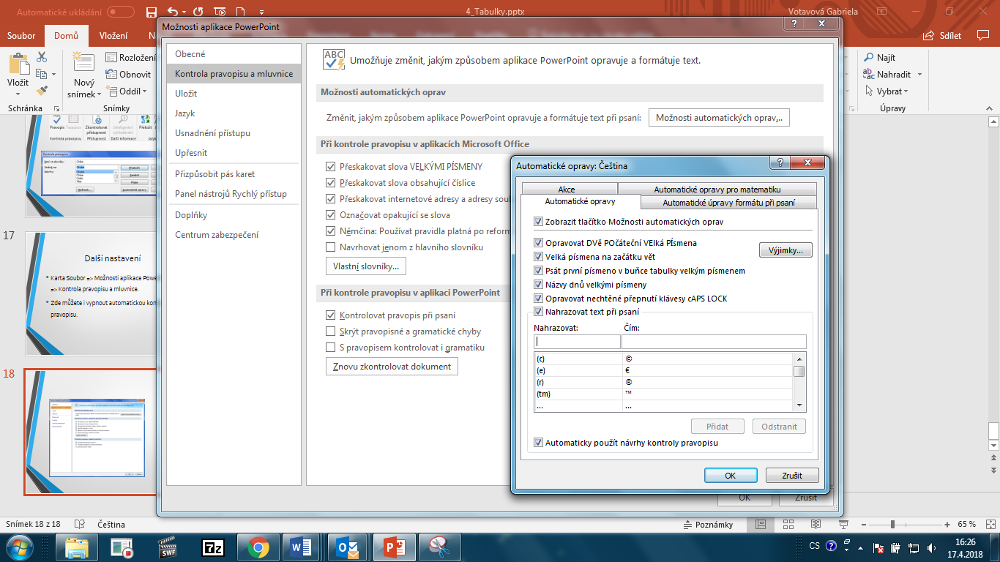 Automatické ukládání
4_Tabulky.pptx
Votavová Gabriela
Soubor
Domů
Vložení
N
Sdílet
Vložit
Schránka
Nový
snímek
Rozložení
Obnovit
Oddíl
Snímky
Najít
Nahradit
Vybrat
Úpravy
Možnosti aplikace PowerPoint
Obecné
Kontrola pravopisu a mluvnice
Uložit
Jazyk
Usnadnění přístupu
Upřesnit
Přizpůsobit pás karet
Panel nástrojů Rychlý přístup
Doplňky
Centrum zabezpečení
ABC
Umožňuje změnit, jakým způsobem aplikace PowerPoint opravuje a formátuje text.
Možnosti automatických oprav
Změnit, jakým způsobem aplikace PowerPoint opravuje a formátuje text při psaní:
Možnosti automatických oprav...
Při kontrole pravopisu v aplikacích Microsoft Office
Přeskakovat slova VELKÝMI PÍSMENY
Přeskakovat slova obsahující číslice
Přeskakovat internetové adresy a adresy soul
Označovat opakující se slova
Němčina: Používat pravidla platná po reform
Navrhovat jenom z hlavního slovníku
Vlastní slovníky...
Při kontrole pravopisu v aplikaci PowerPoint
Kontrolovat pravopis při psaní
Skrýt pravopisné a gramatické chyby
S pravopisem kontrolovat i gramatiku
Znovu zkontrolovat dokument
OK
Zrušit
Automatické opravy: Čeština
Akce
Automatické opravy pro matematiku
Automatické opravy
Automatické úpravy formátu při psaní
Zobrazit tlačítko Možnosti automatických oprav
Opravovat DVě POčáteční VElká PÍsmena
Výjimky...
Velká písmena na začátku vět
Psát první písmeno v buňce tabulky velkým písmenem
Názvy dnů velkými písmeny
Opravovat nechtěné přepnutí klávesy cAPS LOCK
Nahrazovat text při psaní
Nahrazovat:
Čím:
(c) ©
(e) €
(r) ®
(tm) ™
... ...
Přidat
Odstranit
Automaticky použít návrhy kontroly pravopisu
OK
Zrušit
17
Další nastavení
Karta Soubor => Možnosti aplikace Powe
=> Kontrola pravopisu a mluvnice.
Zde můžete i vypnout automatickou kon
pravopisu.
18
Snímek 18 z 18
Čeština
Poznámky
65 %
SWF
7z
CS
16:26
17.4.2018